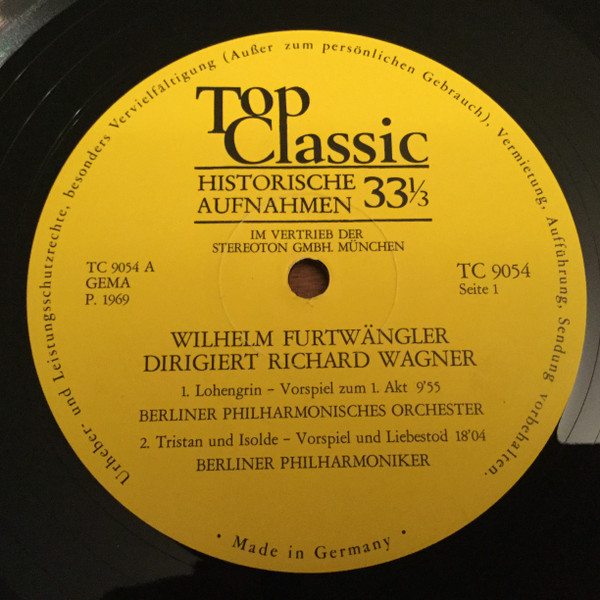 Urheber- und Leistungsschutzrechte, besonders Vervielfältigung (Außer zum persönlichen Gebrauch). Vermietung, Aufführung, Sendung vorbehalten.
Top
Classic
HISTORISCHE
AUFNAHMEN
33⅓
IM VERTRIEB DER
STEREOTON GMBH. MÜNCHEN
TC 9054 A
GEMA
P. 1969
TC 9054
Seite 1
WILHELM FURTWÄNGLER
DIRIGIERT RICHARD WAGNER
1. Lohengrin – Vorspiel zum 1. Akt 9'55
BERLINER PHILHARMONISCHES ORCHESTER
2. Tristan und Isolde – Vorspiel und Liebestod 18'04
BERLINER PHILHARMONIKER
• Made in Germany •